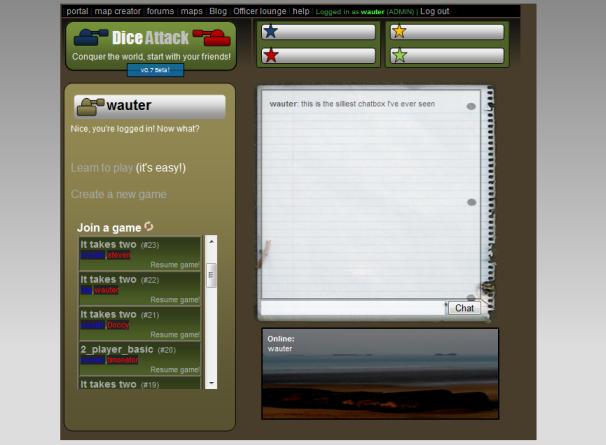 portal | map creator | forums | maps | Blog | Officer lounge | help | Logged in as wauter (ADMIN) | Log out
DiceAttack
Conquer the world, start with your friends!
v0.7 Beta!
wauter
Nice, you're logged in! Now what?
Learn to play (it's easy!)
Create a new game
Join a game
It takes two (#23)
stever
Resume game!
It takes two (#22)
wauter
Resume game!
It takes two (#21)
Doccy
Resume game!
2_player_basic (#20)
Resume game!
It takes two (#19)
wauter: this is the silliest chatbox I've ever seen
Chat
Online:
wauter